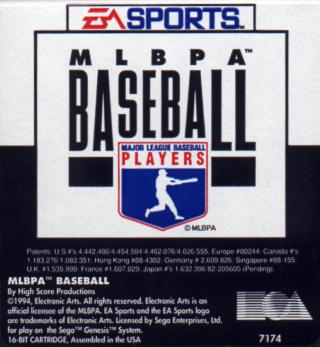 EA SPORTS™
MLBPA™
BASEBALL
MAJOR LEAGUE BASEBALL
PLAYERS
©MLBPA
Patents: U.S.#'s 4,442,486/4,454,594/4,462,076/4,026,555; Europe #80244; Canada #'s
1,183,276/1,082,351; Hong Kong #88-4302; Germany # 2,609,826; Singapore #88-155;
U.K. #1,535,999; France #1,607,029; Japan #'s 1,632,396/82-205605 (Pending).
MLBPA™ BASEBALL
By High Score Productions
©1994, Electronic Arts. All rights reserved. Electronic Arts is an
official licensee of the MLBPA. EA Sports and the EA Sports logo
are trademarks of Electronic Arts. Licensed by Sega Enterprises, Ltd.
for play on the Sega™ Genesis™ System.
16-BIT CARTRIDGE, Assembled in the USA
EA
7174